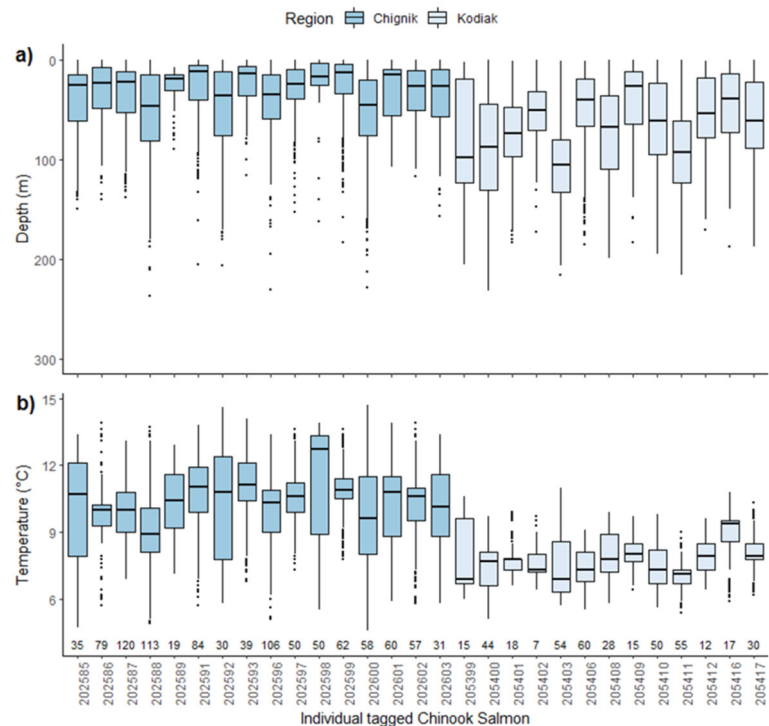 Region Chignik Kodiak
a)
0
100
200
300
Depth (m)
b)
15
12
9
6
Temperature (°C)
35 79 120 113 19 84 30 39 106 50 50 62 58 60 57 31 15 44 18 7 54 60 28 15 50 55 12 17 30
202585 202586 202587 202588 202589 202591 202592 202593 202596 202597 202598 202599 202600 202601 202602 202603 205399 205400 205401 205402 205403 205406 205408 205409 205410 205411 205412 205416 205417
Individual tagged Chinook Salmon